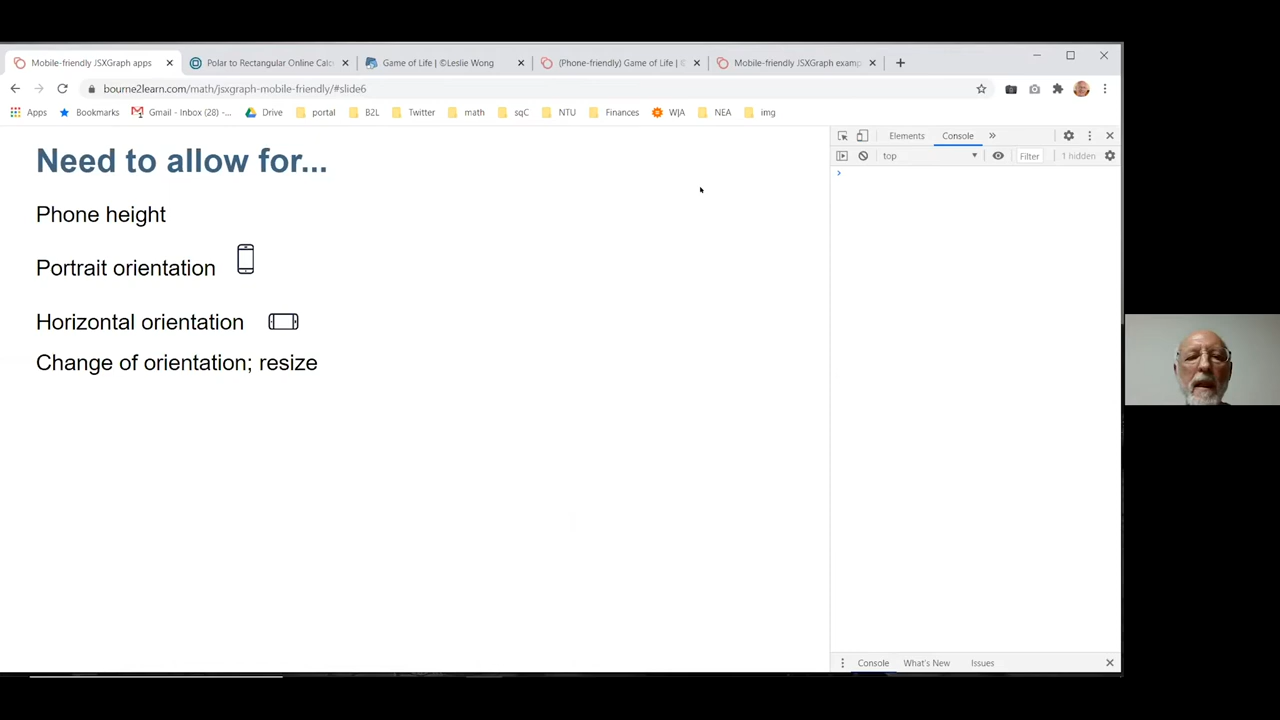 Mobile-friendly JSXGraph apps
Polar to Rectangular Online Calc
Game of Life | ©Leslie Wong
(Phone-friendly) Game of Life | ©
Mobile-friendly JSXGraph examp
bourne2learn.com/math/jsxgraph-mobile-friendly/#slide6
Apps Bookmarks Gmail - Inbox (28) -... Drive portal B2L Twitter math sqC NTU Finances WIA NEA img
Need to allow for...
Phone height
Portrait orientation
Horizontal orientation
Change of orientation; resize
Elements Console »
top Filter 1 hidden
Console What's New Issues